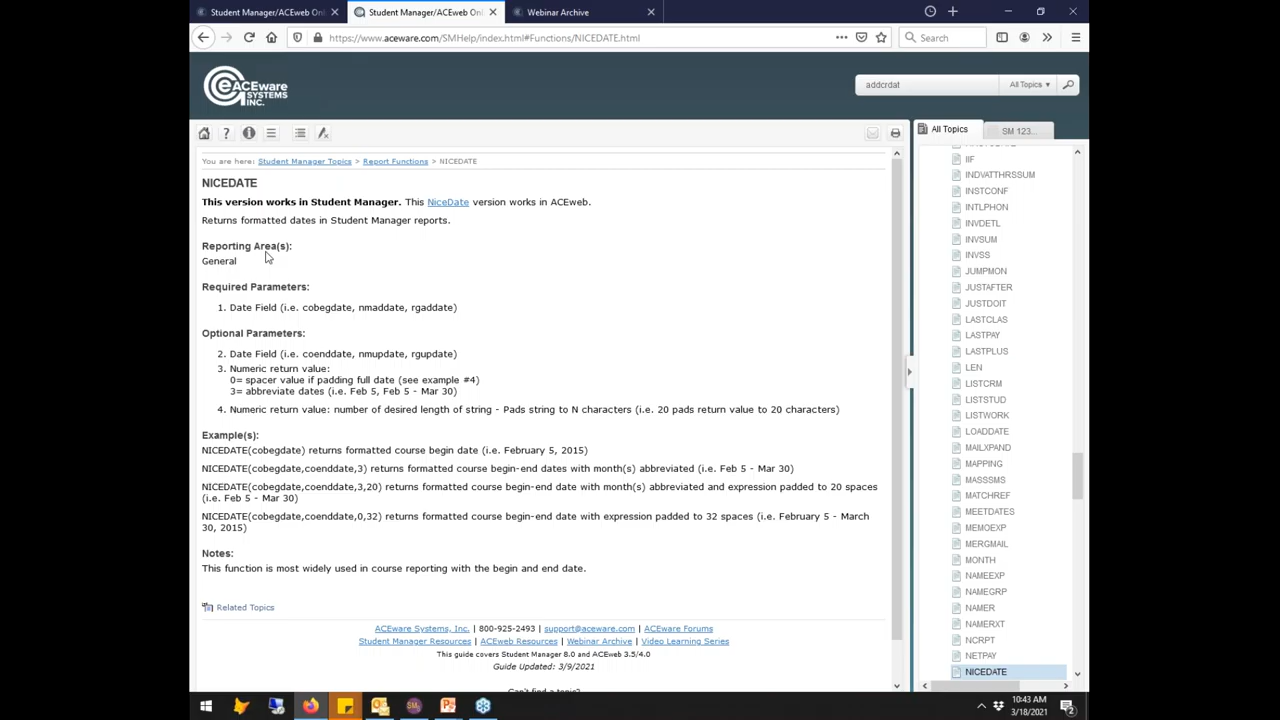 Student Manager/ACEweb Onl
Student Manager/ACEweb Onl
Webinar Archive
https://www.aceware.com/SMHelp/index.html#Functions/NICEDATE.html
Search
ACEware
SYSTEMS
INC.
addcrdat
All Topics
All Topics
SM 123...
You are here: Student Manager Topics > Report Functions > NICEDATE
NICEDATE
This version works in Student Manager. This NiceDate version works in ACEweb.
Returns formatted dates in Student Manager reports.
Reporting Area(s):
General
Required Parameters:
1. Date Field (i.e. cobegdate, nmaddate, rgaddate)
Optional Parameters:
2. Date Field (i.e. coenddate, nmupdate, rgupdate)
3. Numeric return value:
0= spacer value if padding full date (see example #4)
3= abbreviate dates (i.e. Feb 5, Feb 5 - Mar 30)
4. Numeric return value: number of desired length of string - Pads string to N characters (i.e. 20 pads return value to 20 characters)
Example(s):
NICEDATE(cobegdate) returns formatted course begin date (i.e. February 5, 2015)
NICEDATE(cobegdate,coenddate,3) returns formatted course begin-end dates with month(s) abbreviated (i.e. Feb 5 - Mar 30)
NICEDATE(cobegdate,coenddate,3,20) returns formatted course begin-end date with month(s) abbreviated and expression padded to 20 spaces
(i.e. Feb 5 - Mar 30)
NICEDATE(cobegdate,coenddate,0,32) returns formatted course begin-end date with expression padded to 32 spaces (i.e. February 5 - March
30, 2015)
Notes:
This function is most widely used in course reporting with the begin and end date.
Related Topics
ACEware Systems, Inc. | 800-925-2493 | support@aceware.com | ACEware Forums
Student Manager Resources | ACEweb Resources | Webinar Archive | Video Learning Series
This guide covers Student Manager 8.0 and ACEweb 3.5/4.0
Guide Updated: 3/9/2021
Can't find a topic?
IIF
INDVATTHRSSUM
INSTCONF
INTLPHON
INVDETL
INVSUM
INVSS
JUMPMON
JUSTAFTER
JUSTDOIT
LASTCLAS
LASTPAY
LASTPLUS
LEN
LISTCRM
LISTSTUD
LISTWORK
LOADDATE
MAILXPAND
MAPPING
MASSSMS
MATCHREF
MEETDATES
MEMOEXP
MERGMAIL
MONTH
NAMEEXP
NAMEGRP
NAMER
NAMERXT
NCRPT
NETPAY
NICEDATE
10:43 AM
3/18/2021
2